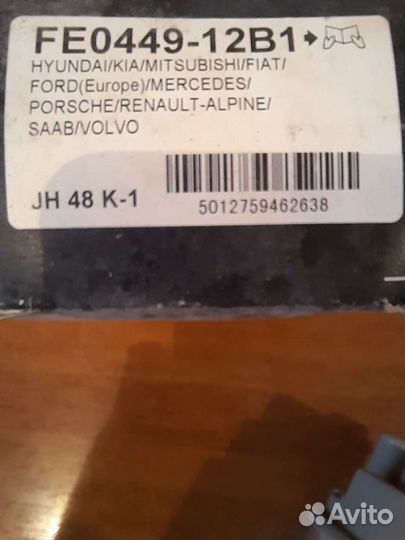 FE0449-12B1
HYUNDAI/KIA/MITSUBISHI/FIAT/
FORD(Europe)/MERCEDES/
PORSCHE/RENAULT-ALPINE/
SAAB/VOLVO
JH 48 K-1
5012759462638
Avito